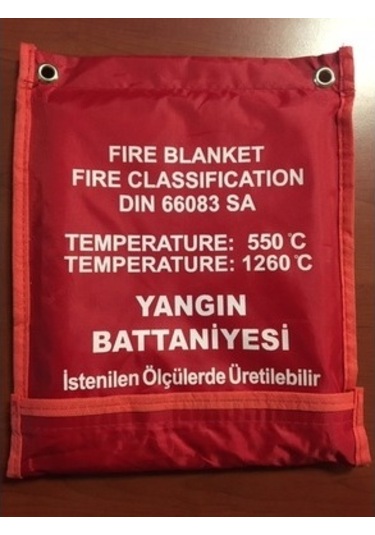 FIRE BLANKET
FIRE CLASSIFICATION
DIN 66083 SA
TEMPERATURE: 550 °C
TEMPERATURE: 1260 °C
YANGIN
BATTANİYESİ
İstenilen Ölçülerde Üretilebilir